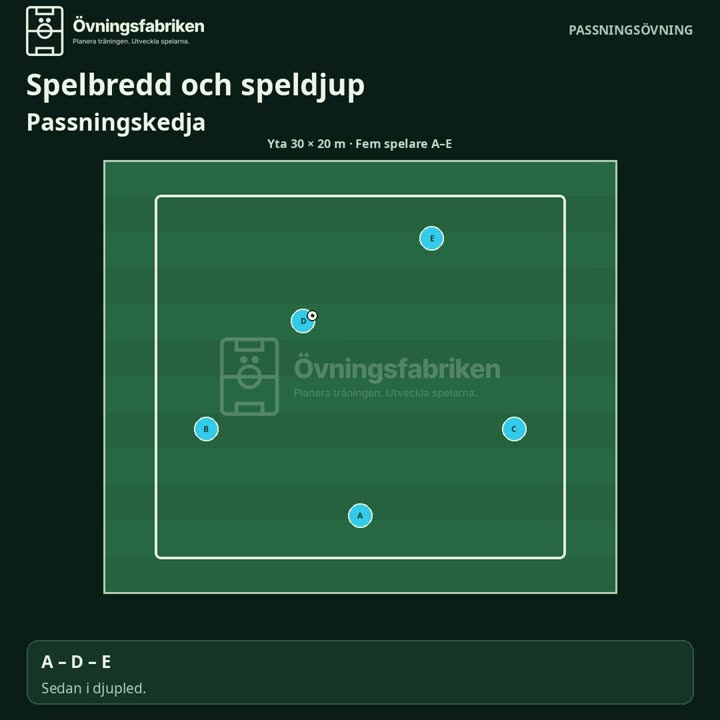 Övningsfabriken
Planera träningen. Utveckla spelarna.
PASSNINGSÖVNING
Spelbredd och speldjup
Passningskedja
Yta 30 × 20 m · Fem spelare A–E
E
D
Övningsfabriken
Planera träningen. Utveckla spelarna.
B
C
A
A – D – E
Sedan i djupled.